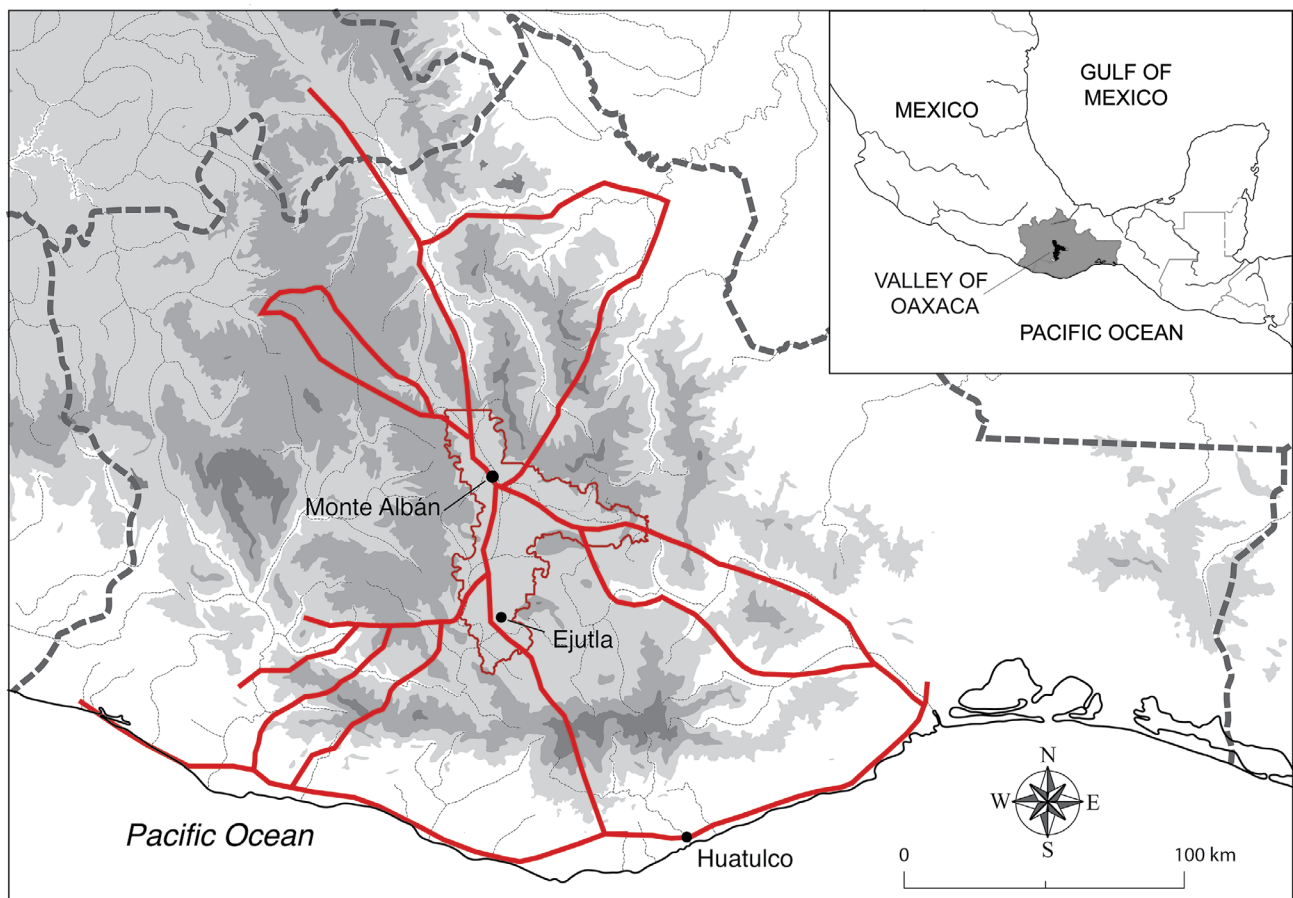 GULF OF
MEXICO
MEXICO
VALLEY OF
OAXACA
PACIFIC OCEAN
Monte Albán
Ejutla
Pacific Ocean
Huatulco
N
W
E
S
0
100 km